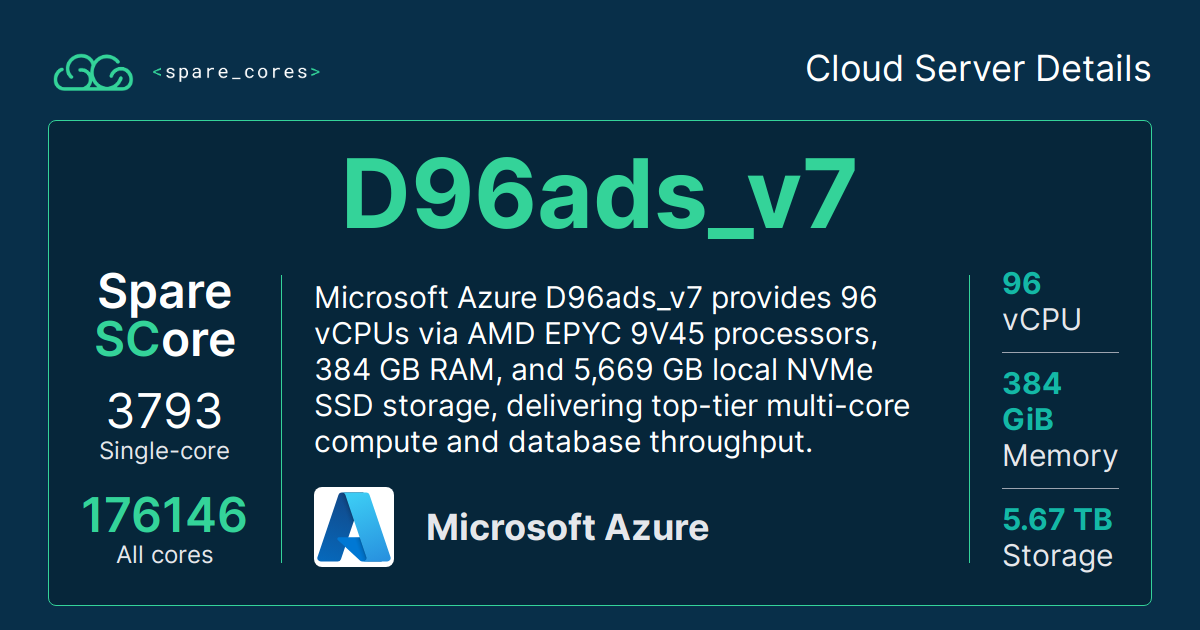 <spare_cores>
Cloud Server Details
D96ads_v7
Spare
SCore
3793
Single-core
176146
All cores
Microsoft Azure D96ads_v7 provides 96
vCPUs via AMD EPYC 9V45 processors,
384 GB RAM, and 5,669 GB local NVMe
SSD storage, delivering top-tier multi-core
compute and database throughput.
Microsoft Azure
96
vCPU
384
GiB
Memory
5.67 TB
Storage